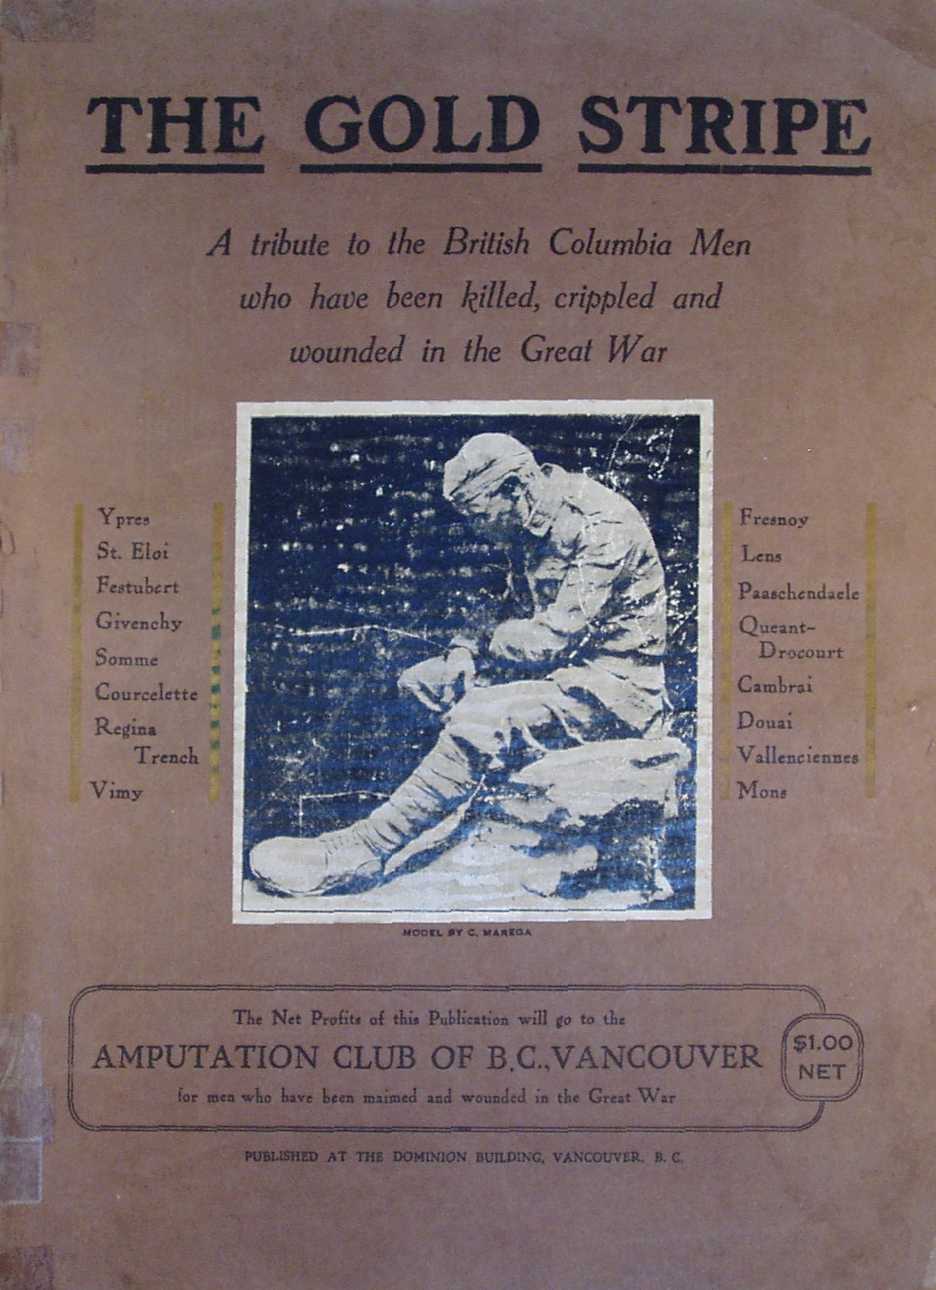 THE GOLD STRIPE
A tribute to the British Columbia Men
who have been killed, crippled and
wounded in the Great War
Ypres
St. Eloi
Festubert
Givenchy
Somme
Courcelette
Regina
Trench
Vimy
Fresnoy
Lens
Paaschendaele
Queant-
Drocourt
Cambrai
Douai
Vallenciennes
Mons
MODEL BY C. MAREGA
The Net Profits of this Publication will go to the
AMPUTATION CLUB OF B.C., VANCOUVER
for men who have been maimed and wounded in the Great War
$1.00
NET
PUBLISHED AT THE DOMINION BUILDING, VANCOUVER, B. C.